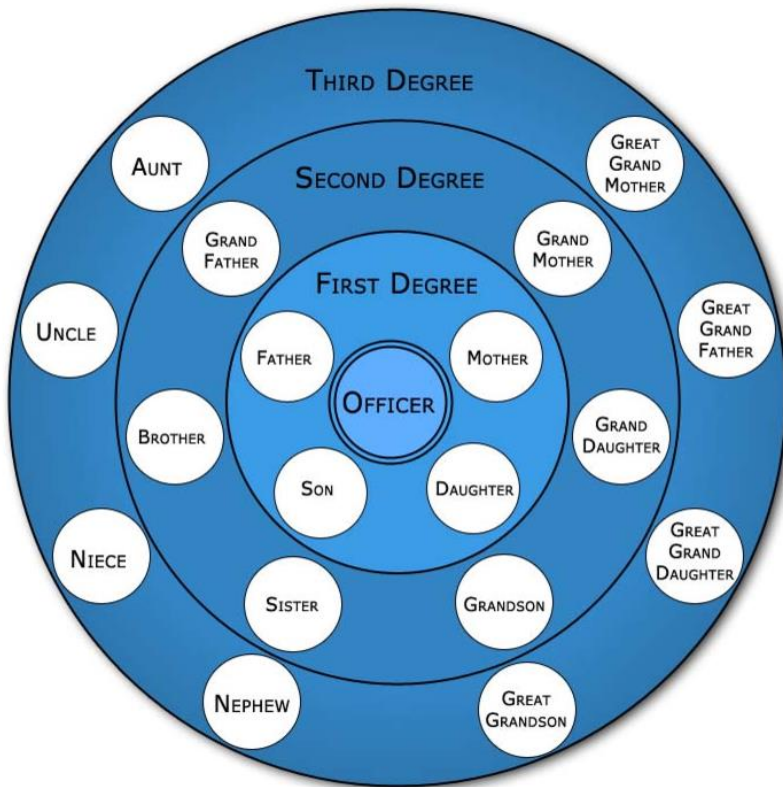 THIRD DEGREE
AUNT
GREAT
GRAND
MOTHER
SECOND DEGREE
GRAND
FATHER
GRAND
MOTHER
FIRST DEGREE
UNCLE
GREAT
GRAND
FATHER
FATHER
MOTHER
OFFICER
BROTHER
GRAND
DAUGHTER
SON
DAUGHTER
NIECE
GREAT
GRAND
DAUGHTER
SISTER
GRANDSON
NEPHEW
GREAT
GRANDSON